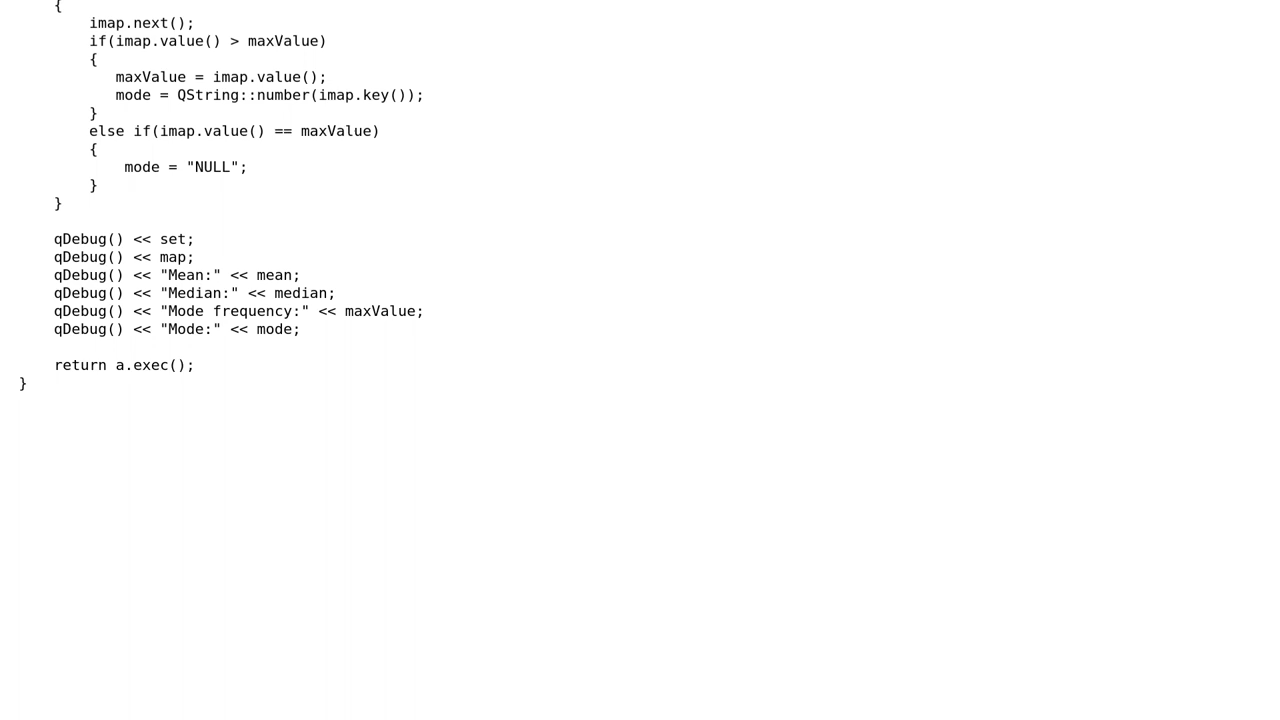 {
imap.next();
if(imap.value() > maxValue)
{
maxValue = imap.value();
mode = QString::number(imap.key());
}
else if(imap.value() == maxValue)
{
mode = "NULL";
}
}
qDebug() << set;
qDebug() << map;
qDebug() << "Mean:" << mean;
qDebug() << "Median:" << median;
qDebug() << "Mode frequency:" << maxValue;
qDebug() << "Mode:" << mode;
return a.exec();
}